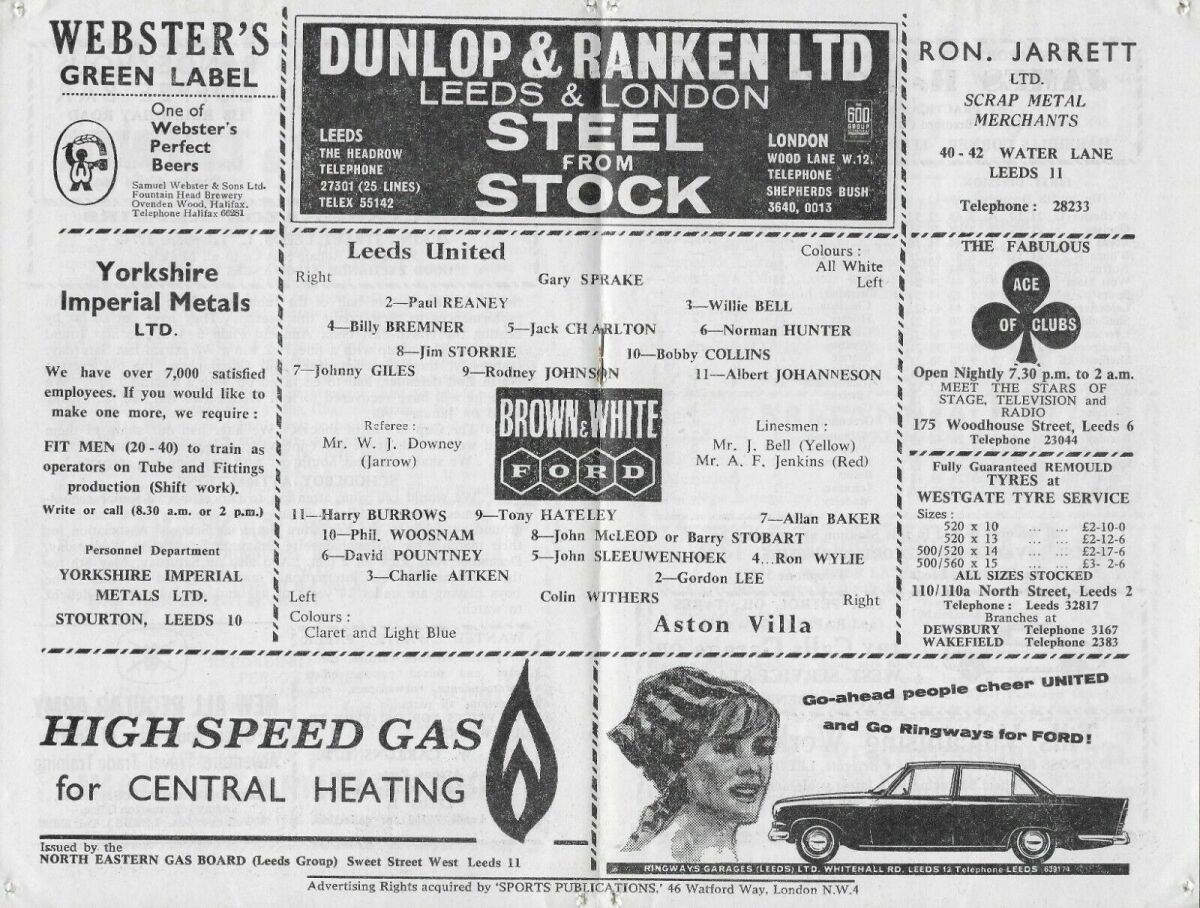 WEBSTER'S
GREEN LABEL
One of
Webster's
Perfect
Beers
Samuel Webster & Sons Ltd.
Fountain Head Brewery
Ovenden Wood, Halifax.
Telephone Halifax 66281
DUNLOP & RANKEN LTD
LEEDS & LONDON
STEEL
FROM
STOCK
LEEDS
THE HEADROW
TELEPHONE
27301 (25 LINES)
TELEX 55142
THE
600
GROUP
LONDON
WOOD LANE W.12.
TELEPHONE
SHEPHERDS BUSH
3640, 0013
RON. JARRETT
LTD.
SCRAP METAL
MERCHANTS
40-42 WATER LANE
LEEDS 11
Telephone: 28233
Yorkshire
Imperial Metals
LTD.
We have over 7,000 satisfied
employees. If you would like to
make one more, we require:
FIT MEN (20-40) to train as
operators on Tube and Fittings
production (Shift work).
Write or call (8.30 a.m. or 2 p.m.)
Personnel Department
YORKSHIRE IMPERIAL
METALS LTD.
STOURTON, LEEDS 10
Leeds United
Colours:
All White
Right
Gary SPRAKE
Left
2—Paul REANEY
3—Willie BELL
4—Billy BREMNER
5—Jack CHARLTON
6—Norman HUNTER
8—Jim STORRIE
10—Bobby COLLINS
7—Johnny GILES
9—Rodney JOHNSON
11—Albert JOHANNESON
Referee:
Mr. W. J. Downey
(Jarrow)
BROWN & WHITE
FORD
Linesmen:
Mr. J. Bell (Yellow)
Mr. A. F. Jenkins (Red)
11—Harry BURROWS
9—Tony HATELEY
7—Allan BAKER
10—Phil. WOOSNAM
8—John McLEOD or Barry STOBART
6—David POUNTNEY
5—John SLEEUWENHOEK
4...Ron WYLIE
3—Charlie AITKEN
2—Gordon LEE
Left
Colin WITHERS
Right
Colours:
Claret and Light Blue
Aston Villa
THE FABULOUS
ACE
OF CLUBS
Open Nightly 7.30 p.m. to 2 a.m.
MEET THE STARS OF
STAGE, TELEVISION and
RADIO
175 Woodhouse Street, Leeds 6
Telephone 23044
Fully Guaranteed REMOULD
TYRES at
WESTGATE TYRE SERVICE
Sizes:
520 x 10 ... ... £2-10-0
520 x 13 ... ... £2-12-6
500/520 x 14 ... ... £2-17-6
500/560 x 15 ... ... £3- 2-6
ALL SIZES STOCKED
110/110a North Street, Leeds 2
Telephone: Leeds 32817
Branches at
DEWSBURY Telephone 3167
WAKEFIELD Telephone 2383
HIGH SPEED GAS
for CENTRAL HEATING
Issued by the
NORTH EASTERN GAS BOARD (Leeds Group) Sweet Street West Leeds 11
Go-ahead people cheer UNITED
and Go Ringways for FORD!
RINGWAYS GARAGES (LEEDS) LTD. WHITEHALL RD. LEEDS 12 Telephone LEEDS
Advertising Rights acquired by 'SPORTS PUBLICATIONS,' 46 Watford Way, London N.W.4